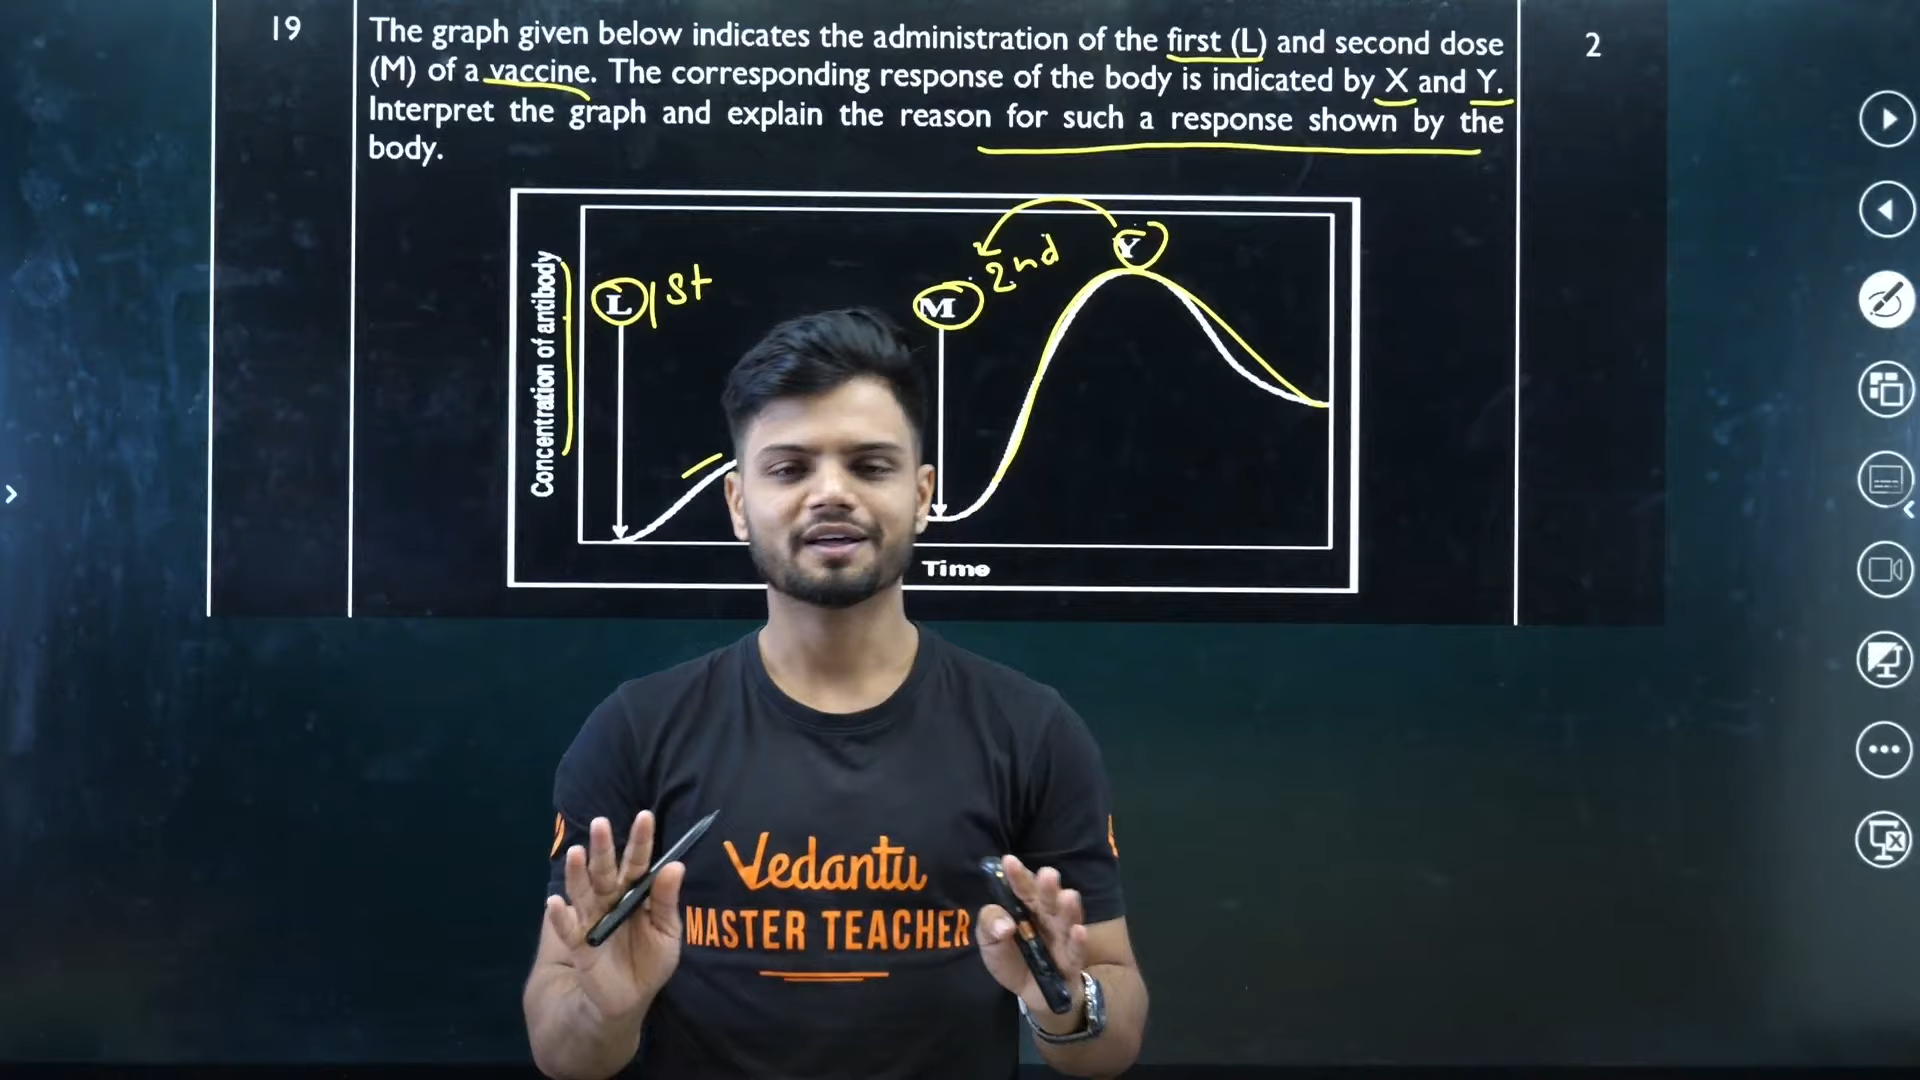 19
The graph given below indicates the administration of the first (L) and second dose
(M) of a vaccine. The corresponding response of the body is indicated by X and Y.
Interpret the graph and explain the reason for such a response shown by the
body.
2
Y
2nd
L 1st
M
Concentration of antibody
Time
Vedantu
MASTER TEACHER